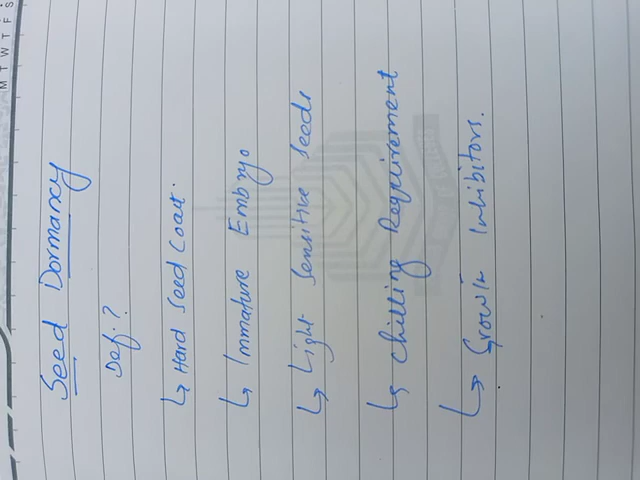 M T W T F S
Seed Dormancy
Def.?
↳ Hard Seed Coat.
↳ Immature Embryo
↳ Light Sensitive Seeds
↳ Chilling Requirement
↳ Growth Inhibitors.